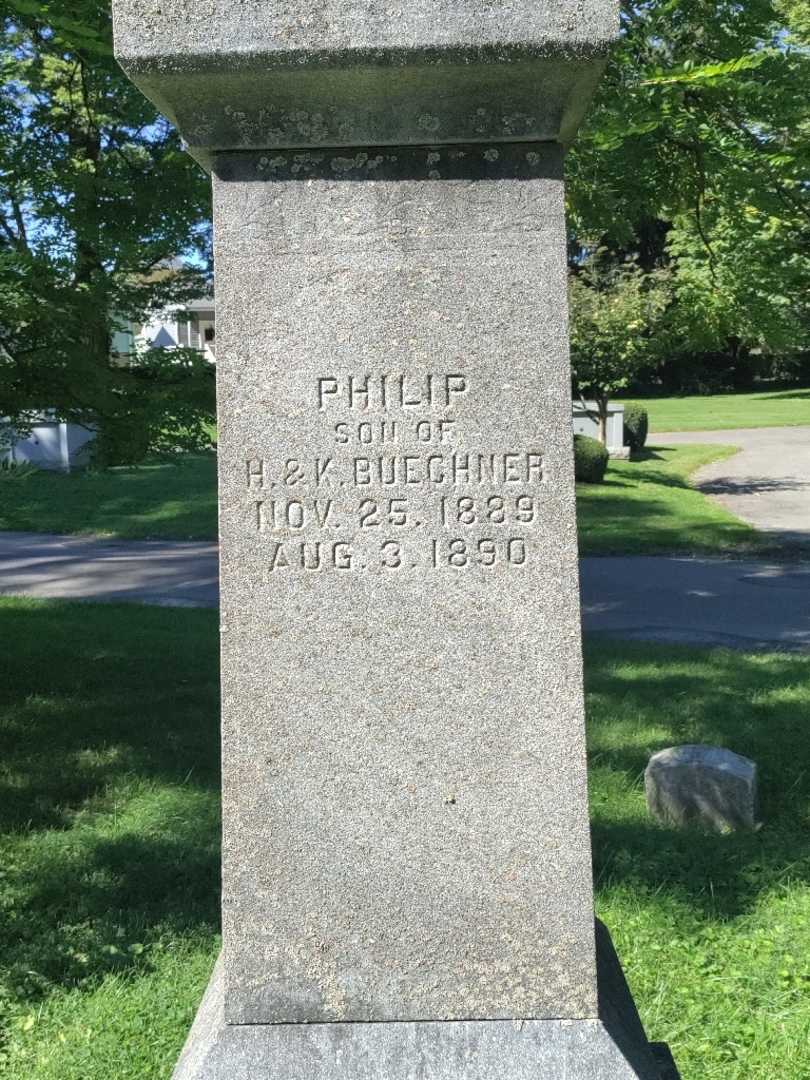 PHILIP
SON OF
H. & K. BUECHNER
NOV. 25. 1889
AUG. 3. 1890